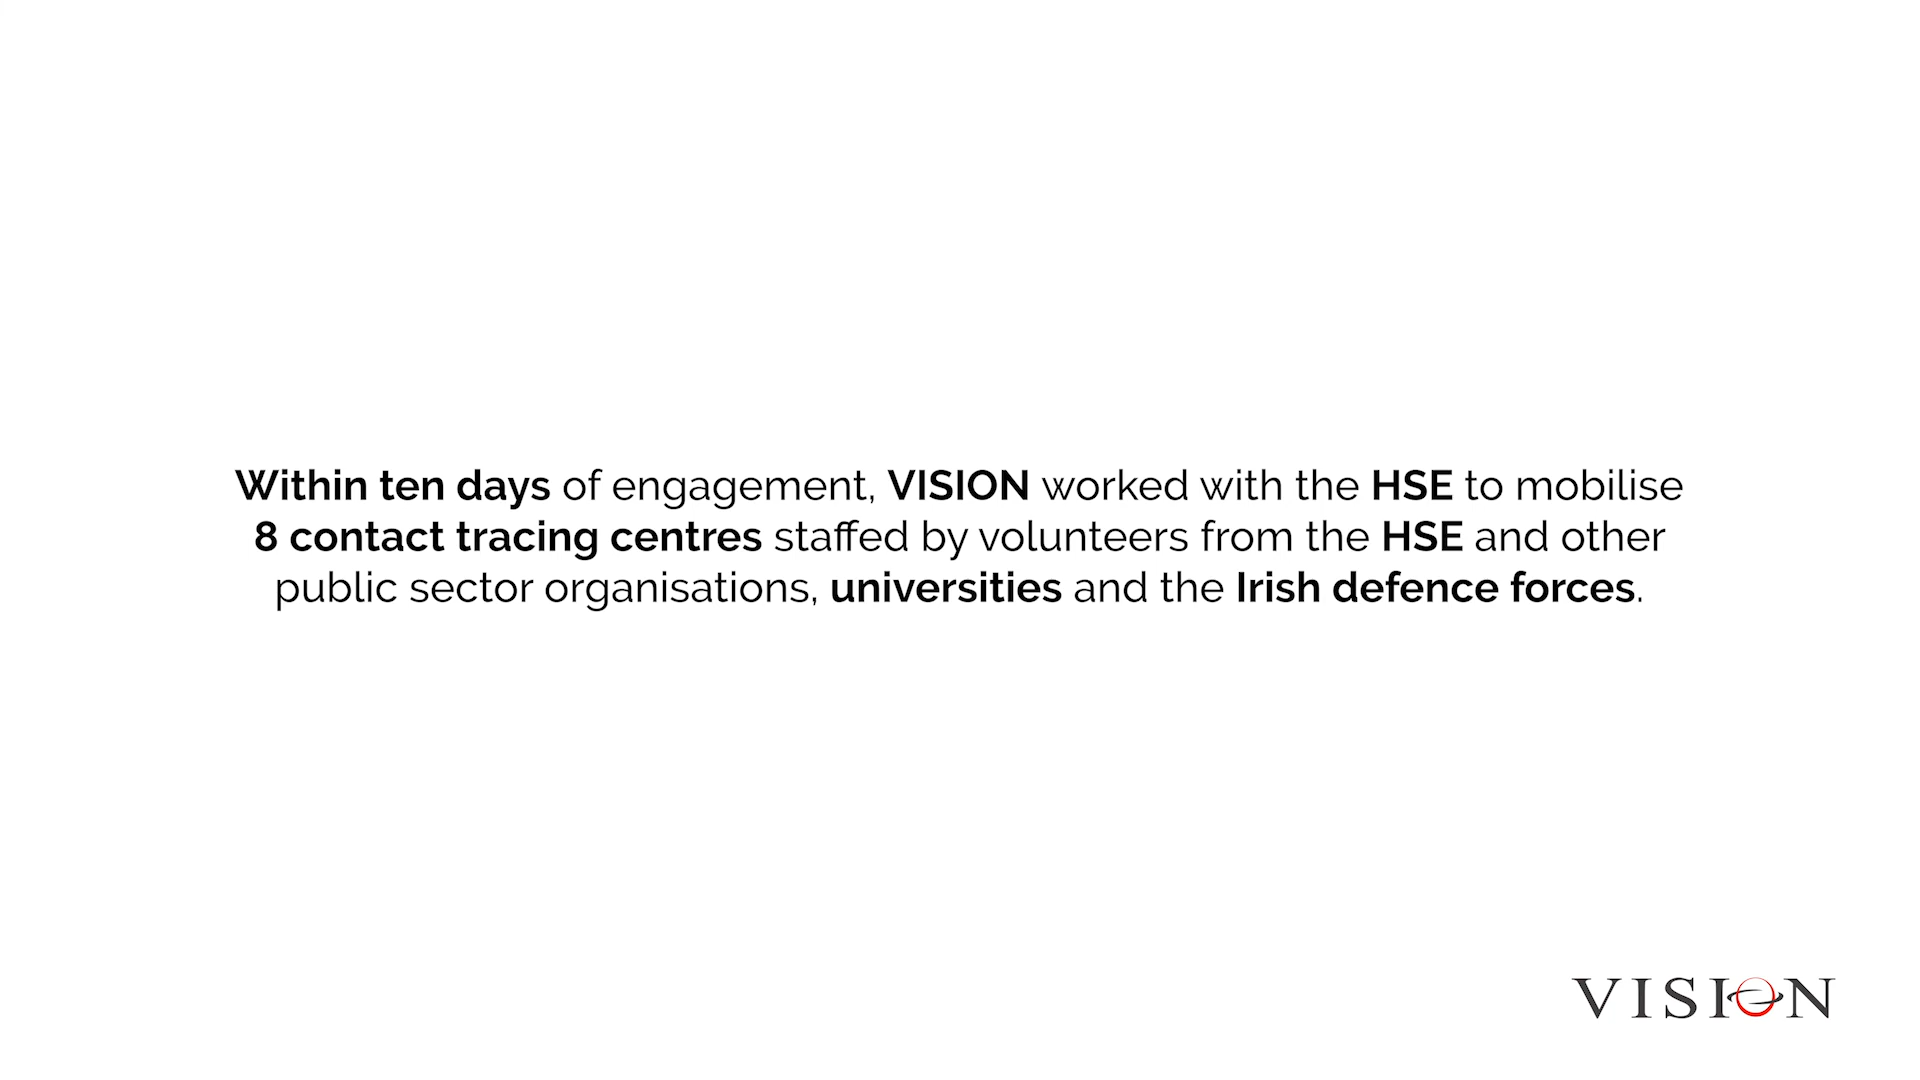 Within ten days of engagement, VISION worked with the HSE to mobilise
8 contact tracing centres staffed by volunteers from the HSE and other
public sector organisations, universities and the Irish defence forces.
VISION